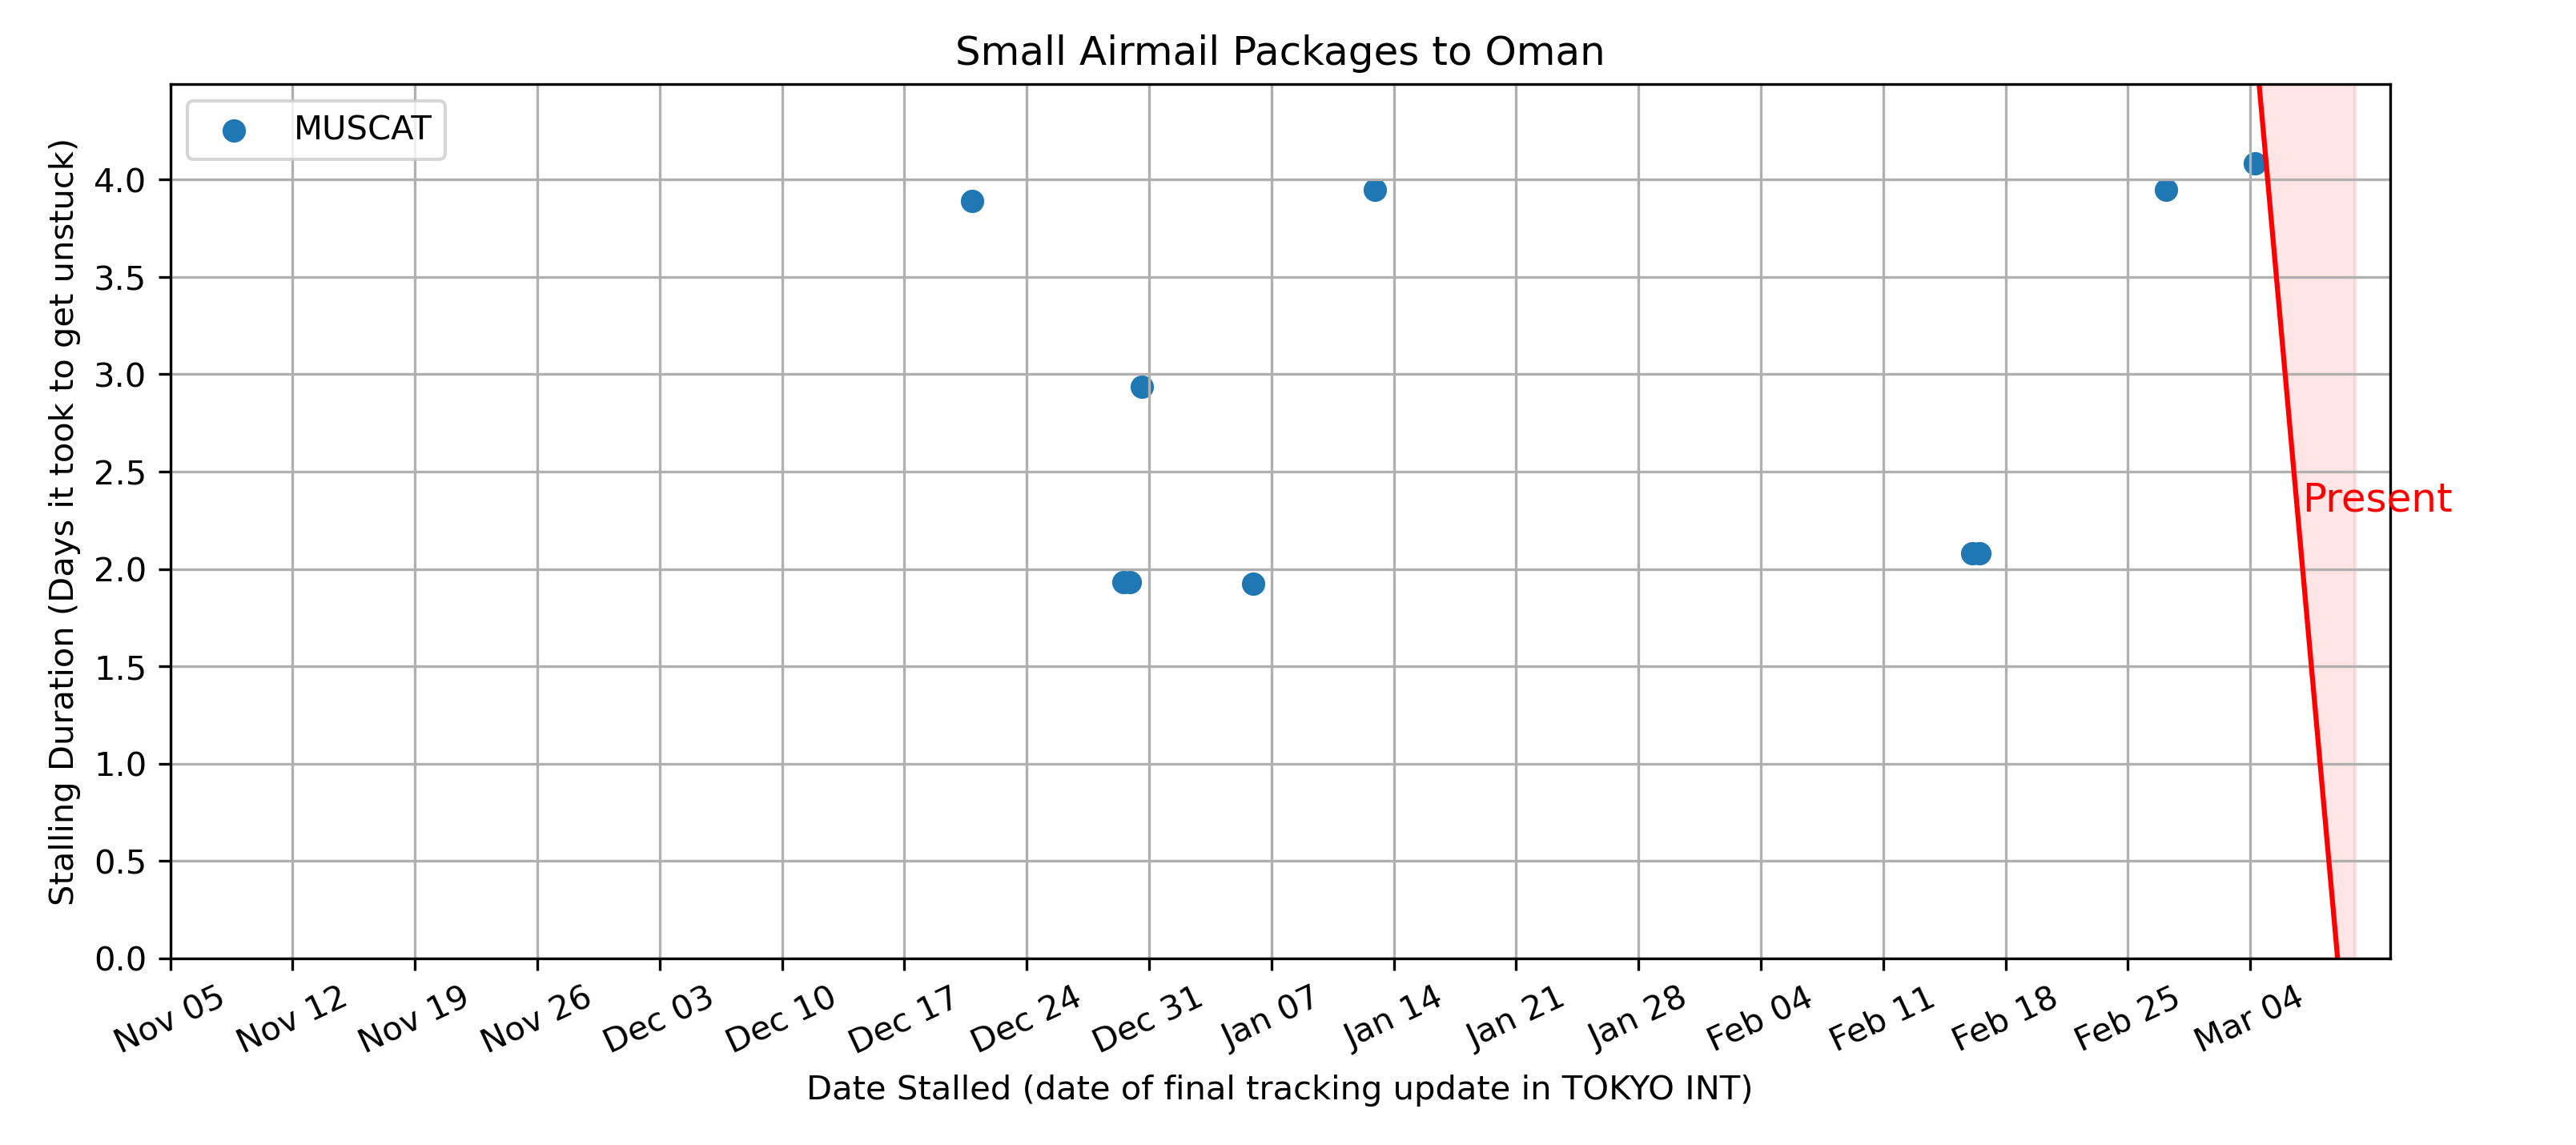 Small Airmail Packages to Oman
MUSCAT
Stalling Duration (Days it took to get unstuck)
4.0
3.5
3.0
2.5
2.0
1.5
1.0
0.5
0.0
Present
Nov 05
Nov 12
Nov 19
Nov 26
Dec 03
Dec 10
Dec 17
Dec 24
Dec 31
Jan 07
Jan 14
Jan 21
Jan 28
Feb 04
Feb 11
Feb 18
Feb 25
Mar 04
Date Stalled (date of final tracking update in TOKYO INT)